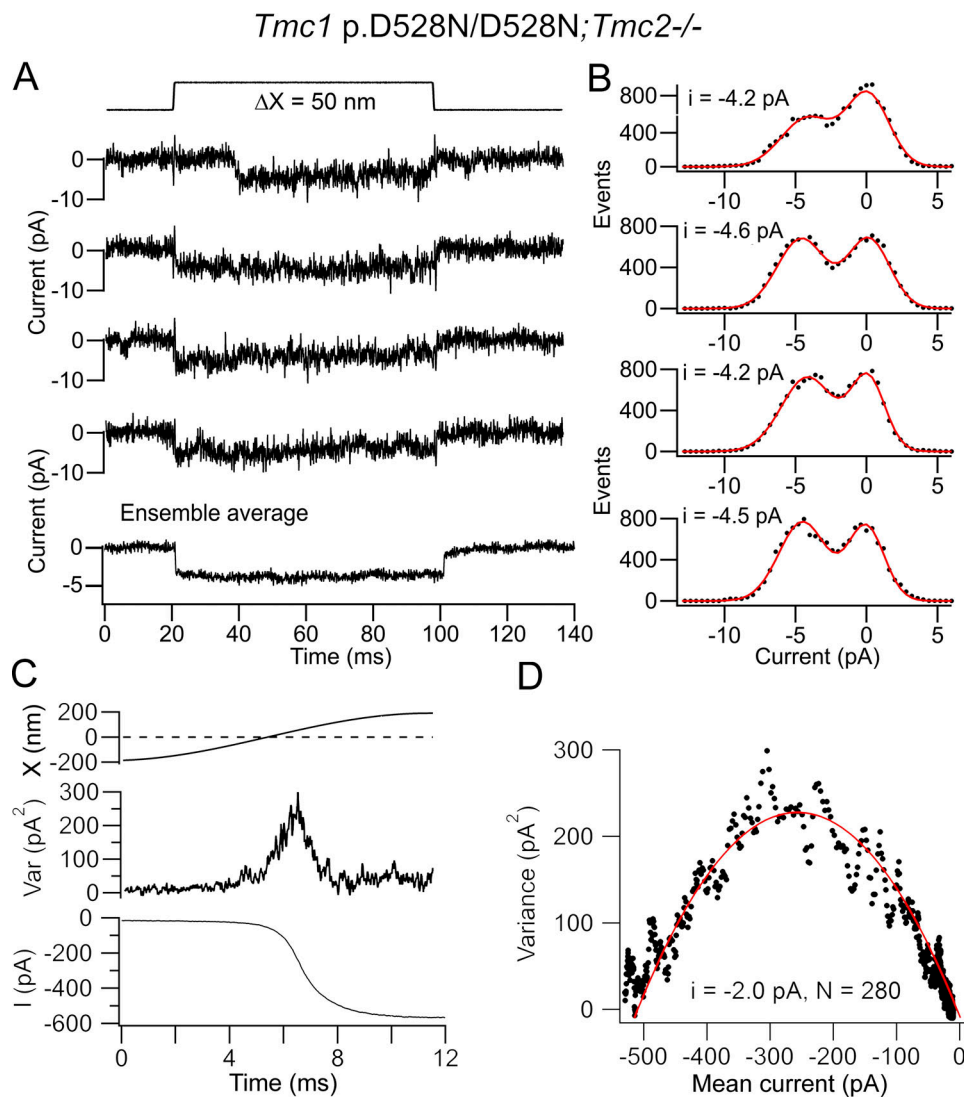 Tmc1 p.D528N/D528N;Tmc2-/-
A
ΔX = 50 nm
0
-10
0
-10
Current (pA)
0
-10
0
-10
Current (pA)
Ensemble average
0
-5
0 20 40 60 80 100 120 140
Time (ms)
B
800
400
0
i = -4.2 pA
-10 -5 0 5
Events
800
400
0
i = -4.6 pA
-10 -5 0 5
800
400
0
i = -4.2 pA
-10 -5 0 5
Events
800
400
0
i = -4.5 pA
-10 -5 0 5
Current (pA)
C
200
0
-200
X (nm)
300
200
100
0
Var (pA²)
0
-200
-400
-600
I (pA)
0 4 8 12
Time (ms)
D
300
200
100
0
Variance (pA²)
i = -2.0 pA, N = 280
-500 -400 -300 -200 -100 0
Mean current (pA)